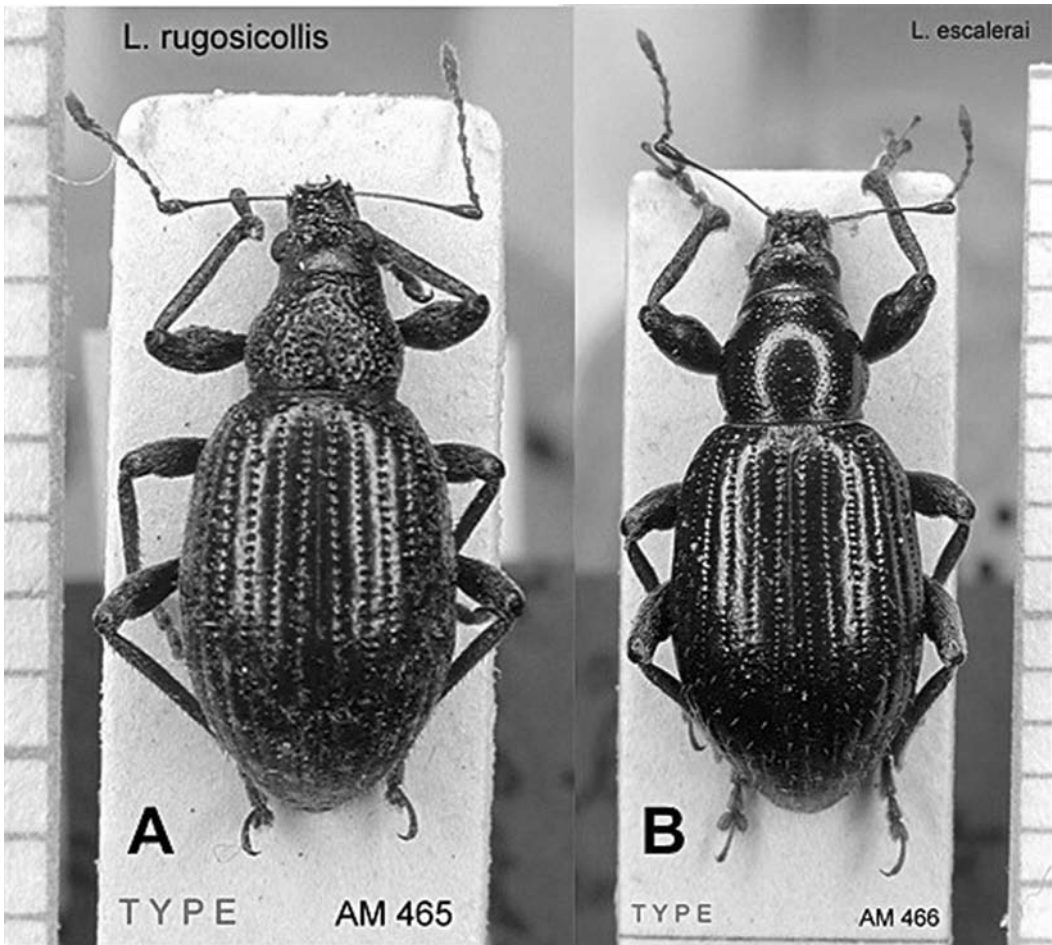 L. rugosicollis
A
TYPE
AM 465
L. escalerai
B
TYPE
AM 466